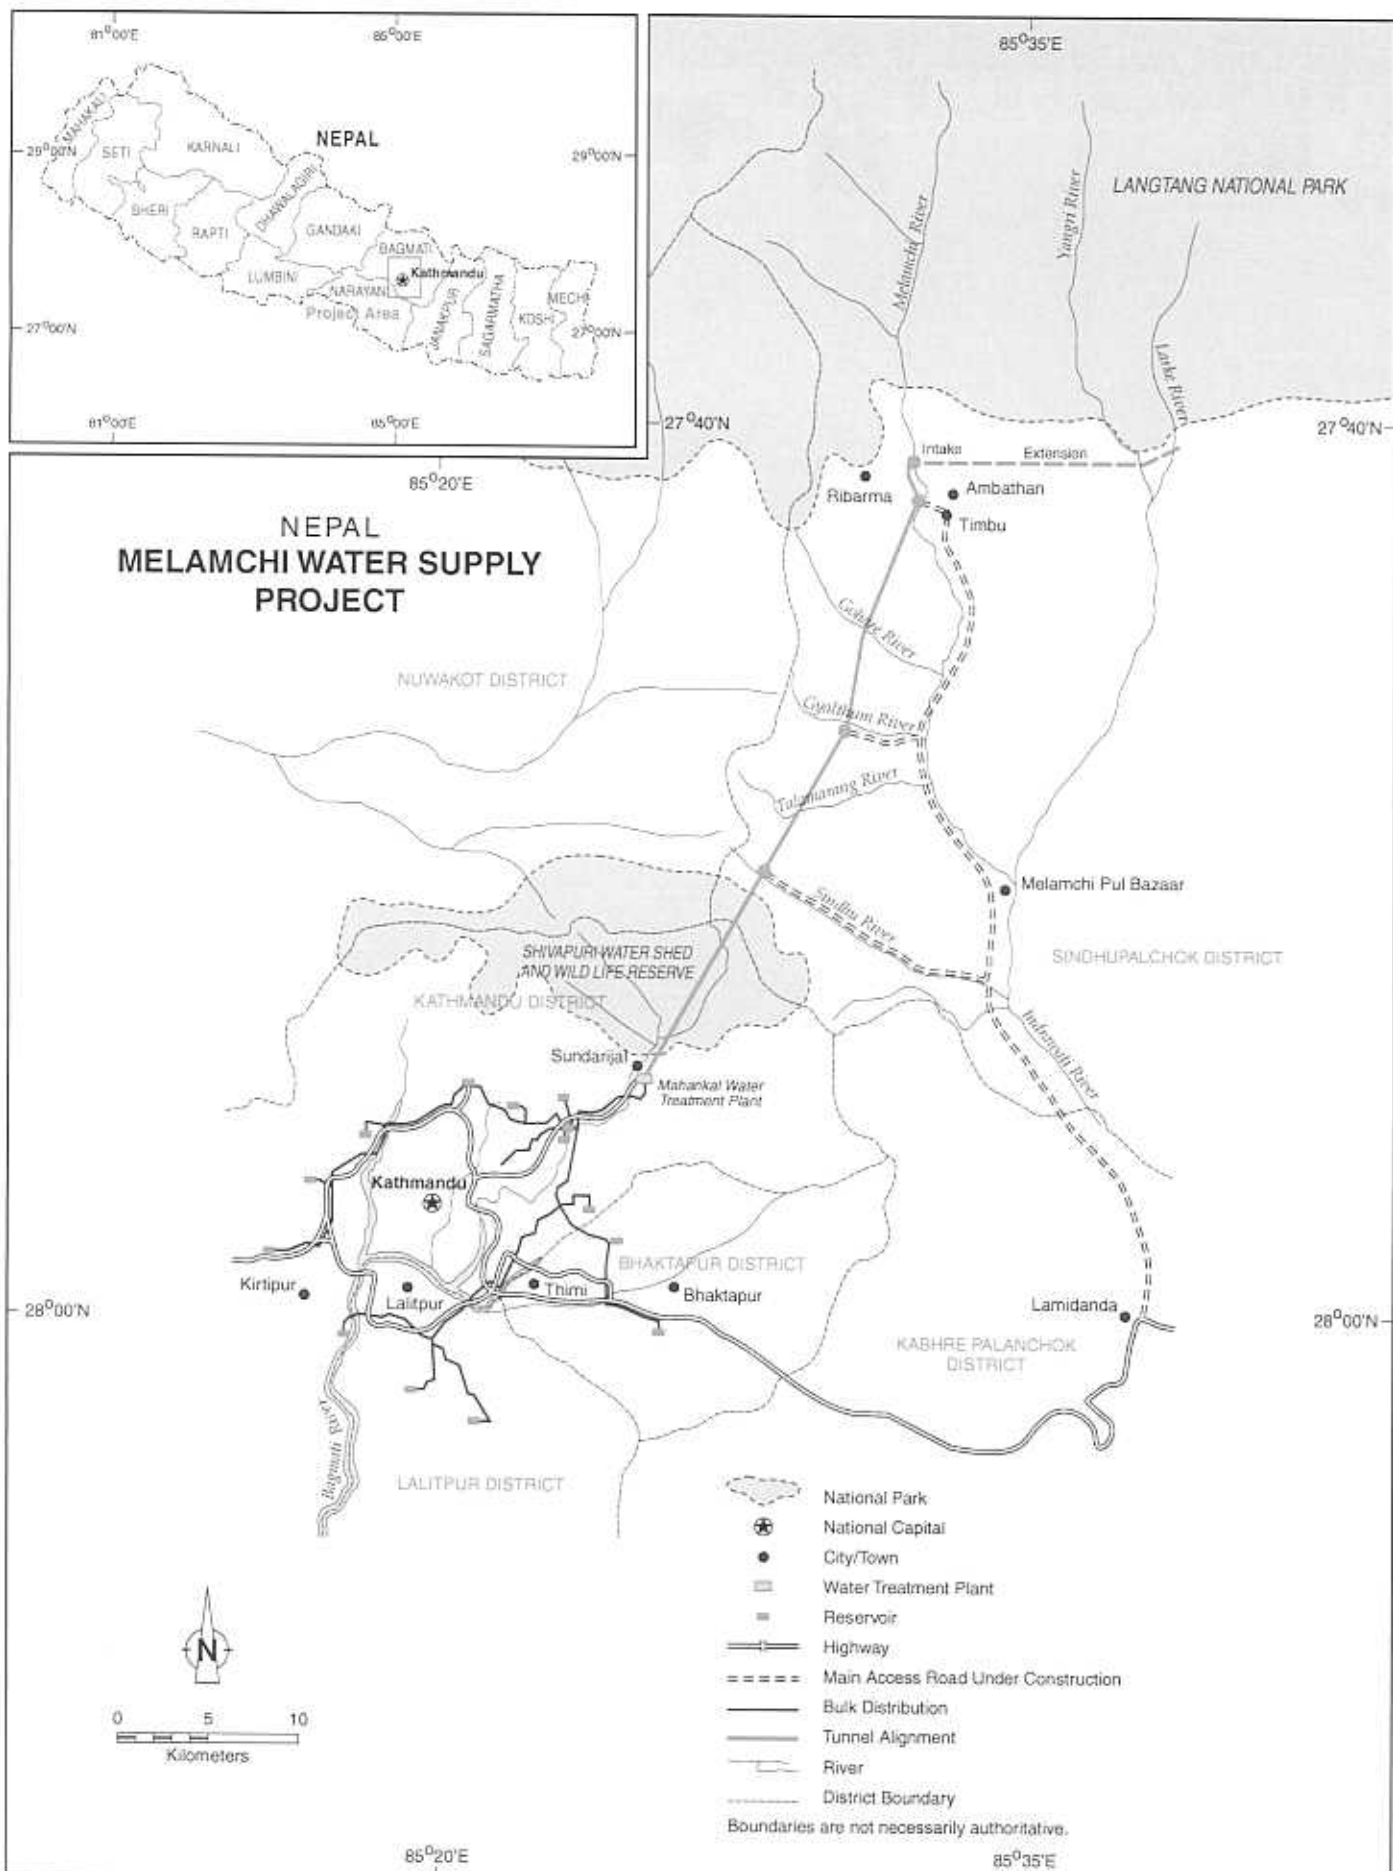 81°00'E
85°00'E
NEPAL
MAHAKALI
29°00'N
29°00'N
SETI
KARNALI
DHAWALAGIRI
BHERI
RAPTI
GANDAKI
BAGMATI
LUMBINI
Kathmandu
NARAYANI
Project Area
JANAKPUR
SAGARMATHA
KOSHI
MECHI
27°00'N
27°00'N
81°00'E
85°00'E
85°35'E
LANGTANG NATIONAL PARK
Melamchi River
Yangri River
Larke River
27°40'N
27°40'N
85°20'E
NEPAL
MELAMCHI WATER SUPPLY
PROJECT
Intake
Extension
Ribarma
Ambathan
Timbu
Gohare River
NUWAKOT DISTRICT
Gyalthum River
Talamarang River
Melamchi Pul Bazaar
Sindhu River
SHIVAPURI WATER SHED
AND WILD LIFE RESERVE
SINDHUPALCHOK DISTRICT
KATHMANDU DISTRICT
Indrawati River
Sundarijal
Mahankal Water
Treatment Plant
Kathmandu
BHAKTAPUR DISTRICT
Kirtipur
Lalitpur
Thimi
Bhaktapur
Lamidanda
28°00'N
28°00'N
KABHRE PALANCHOK
DISTRICT
Bagmati River
LALITPUR DISTRICT
National Park
National Capital
City/Town
Water Treatment Plant
Reservoir
Highway
Main Access Road Under Construction
Bulk Distribution
Tunnel Alignment
River
District Boundary
Boundaries are not necessarily authoritative.
N
0 5 10
Kilometers
85°20'E
85°35'E